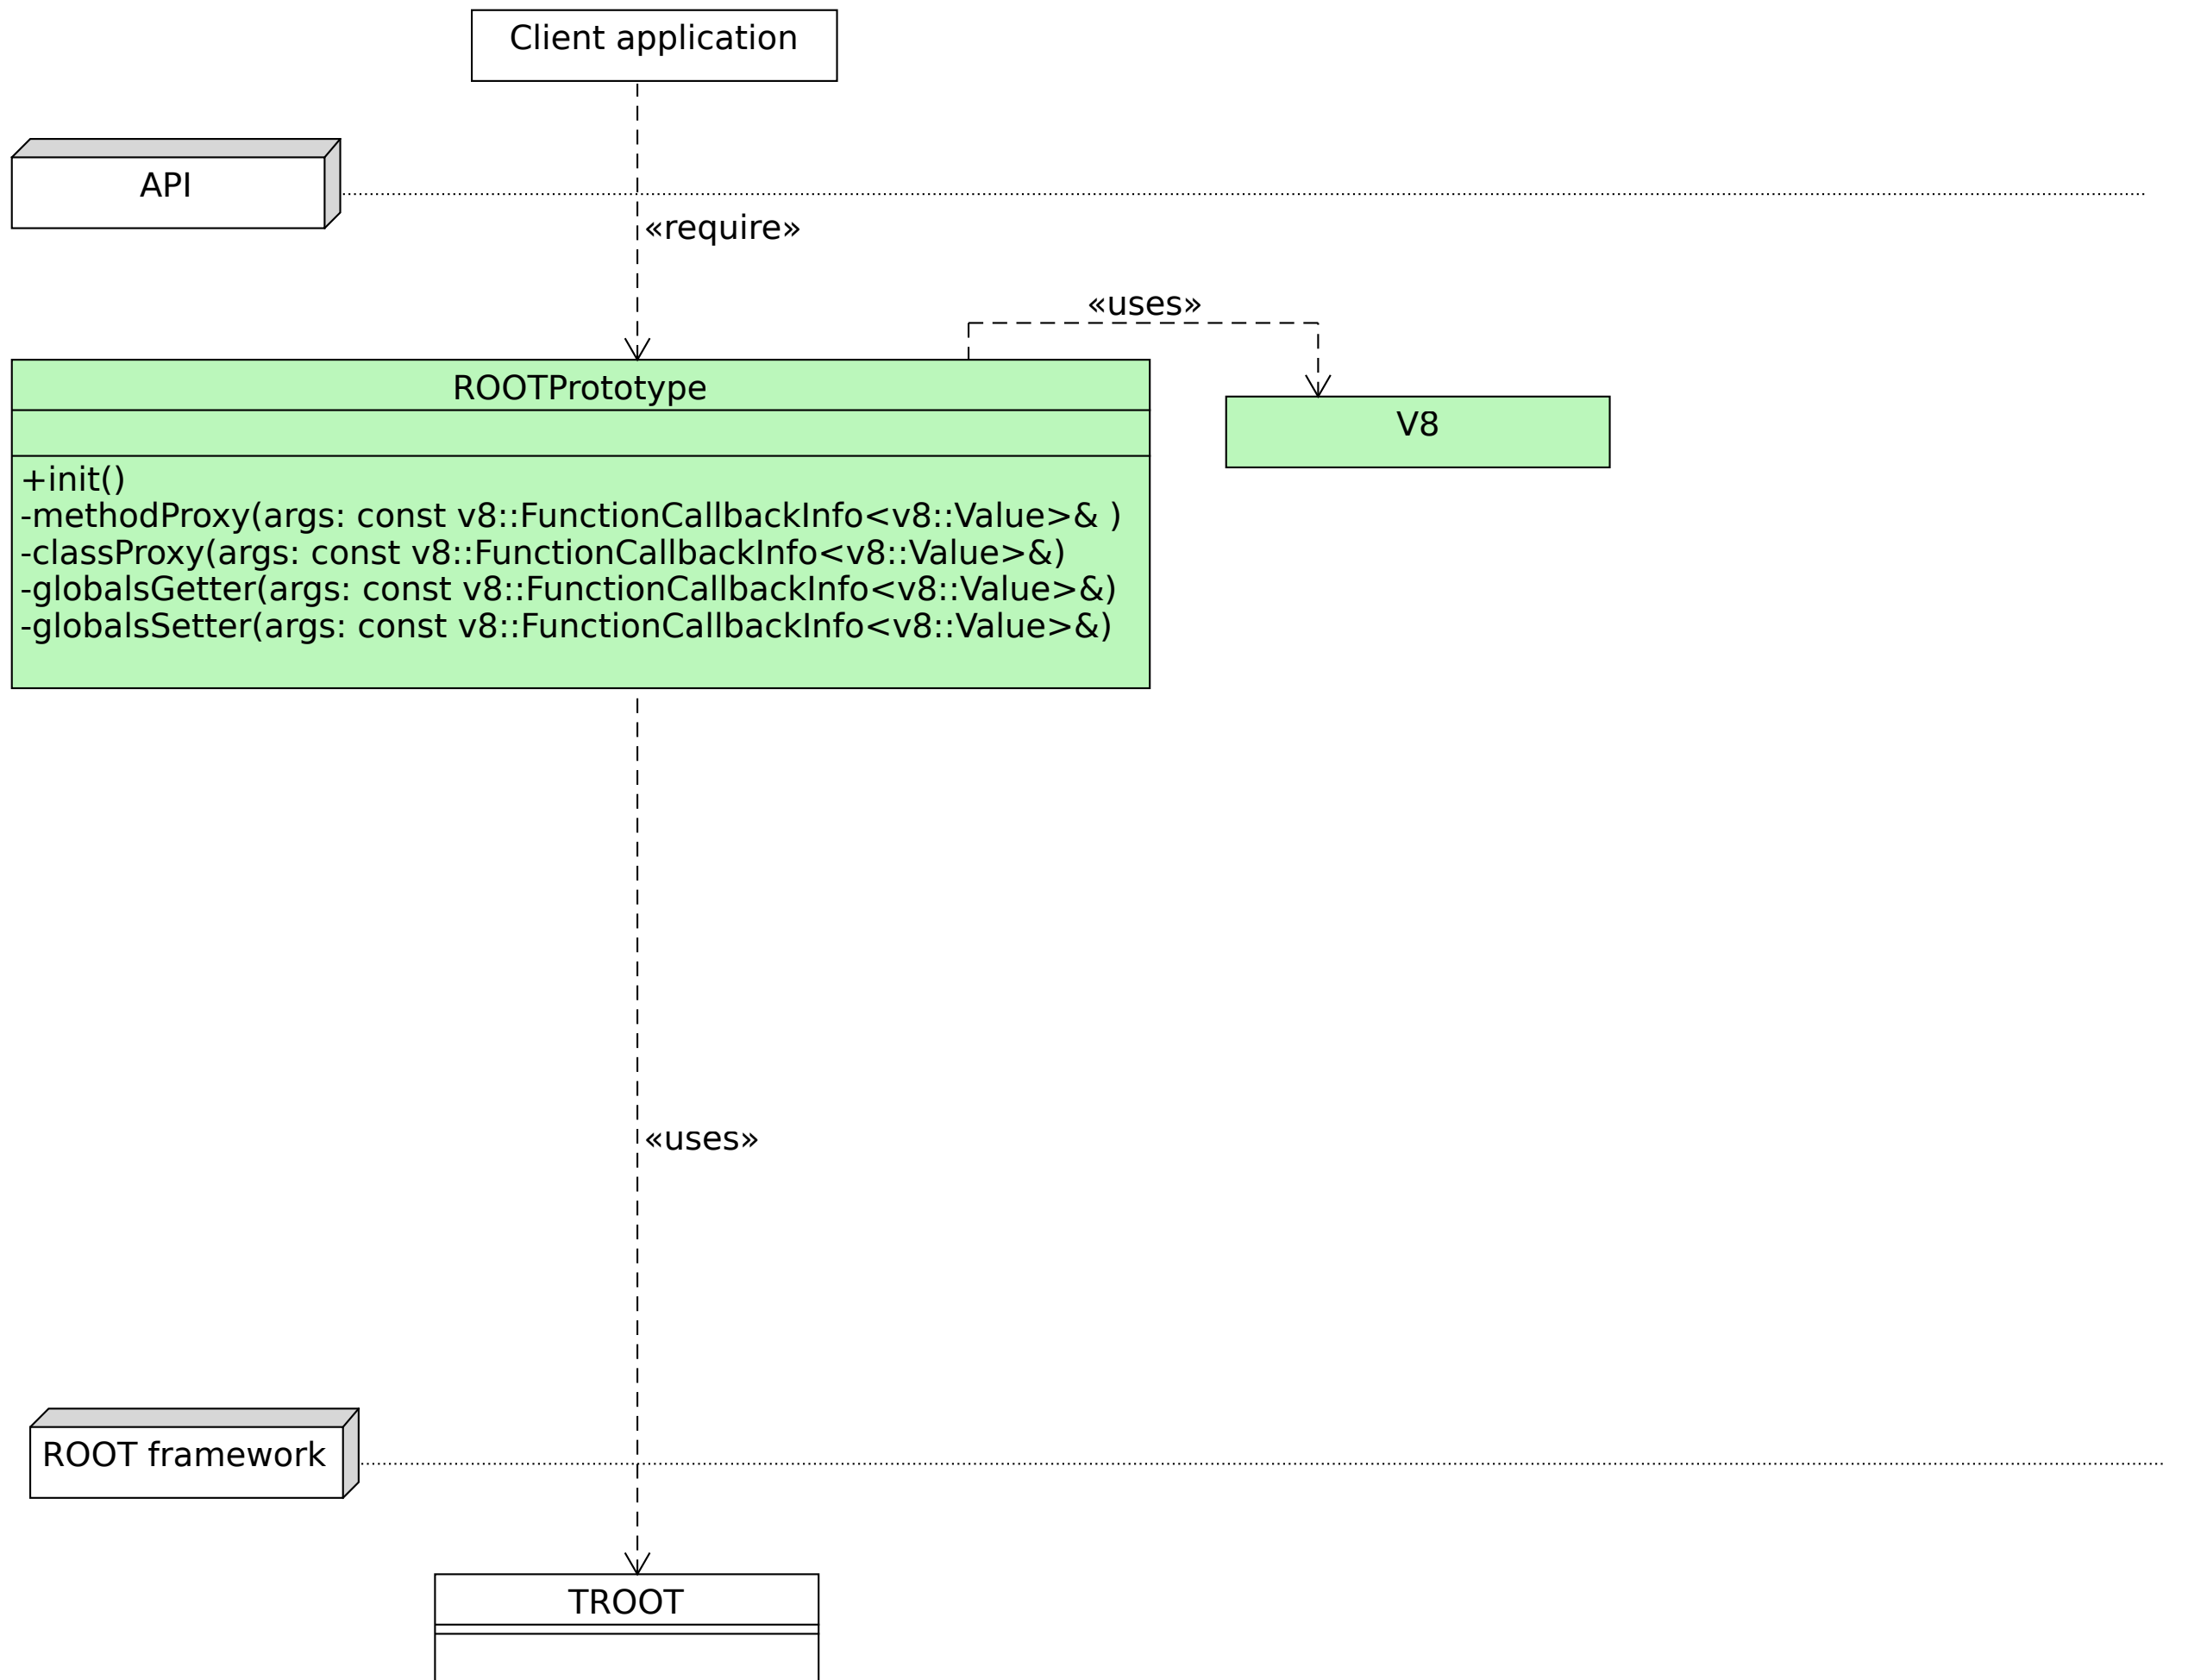 Client application
API
«require»
«uses»
ROOTPrototype
V8
+init()
-methodProxy(args: const v8::FunctionCallbackInfo<v8::Value>& )
-classProxy(args: const v8::FunctionCallbackInfo<v8::Value>&)
-globalsGetter(args: const v8::FunctionCallbackInfo<v8::Value>&)
-globalsSetter(args: const v8::FunctionCallbackInfo<v8::Value>&)
«uses»
ROOT framework
TROOT